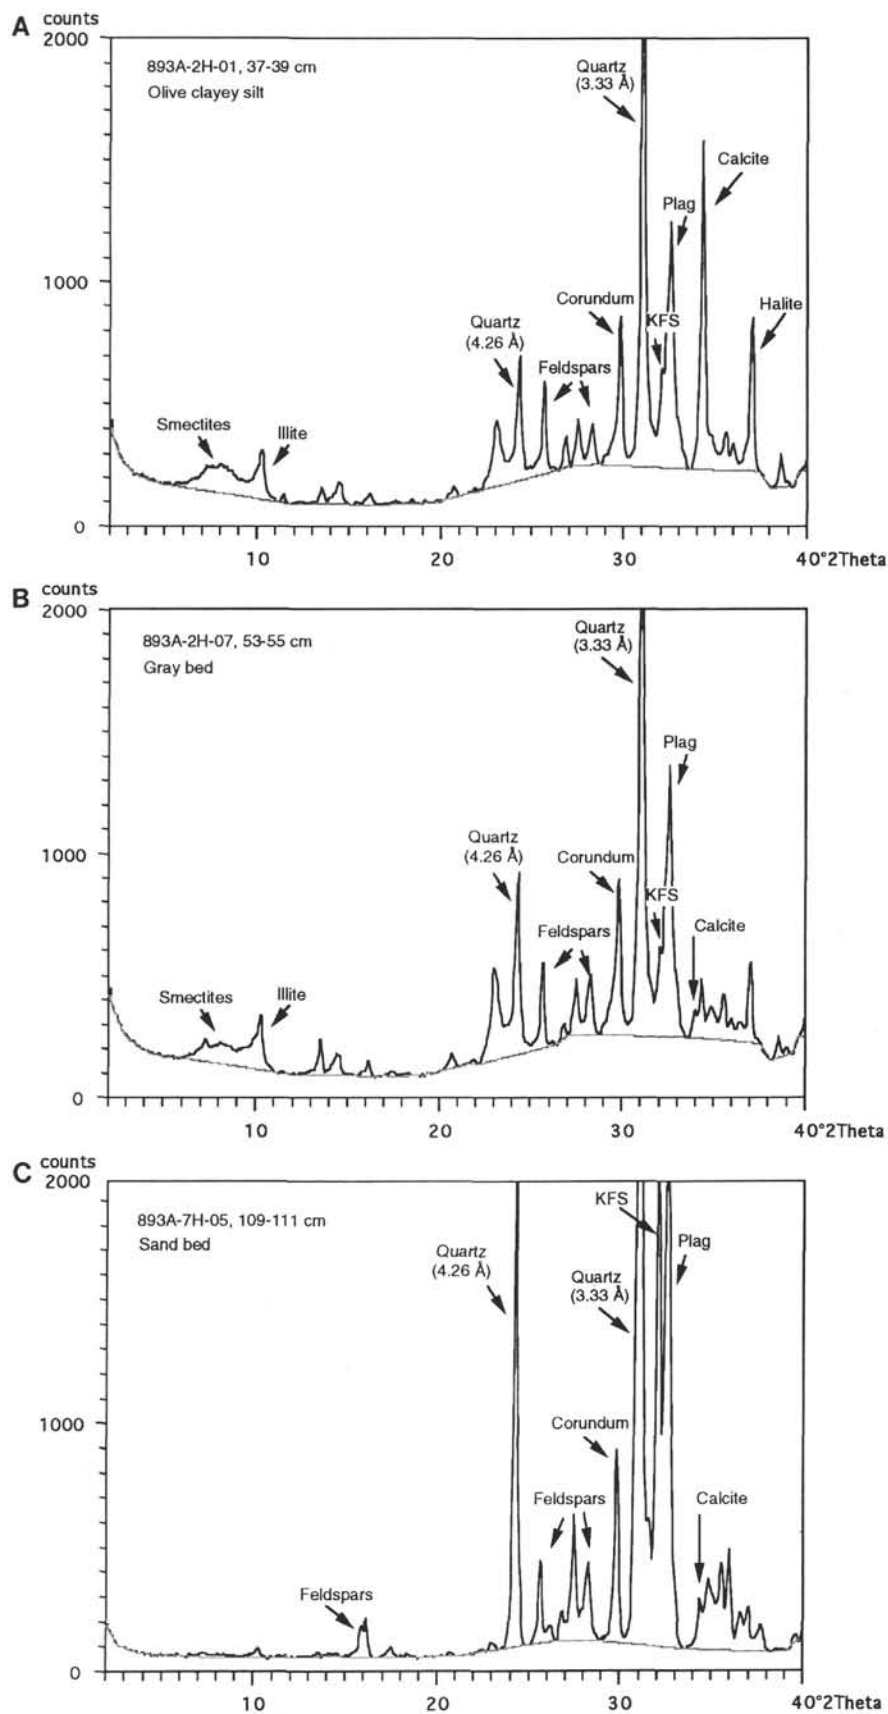 A counts
2000
893A-2H-01, 37-39 cm
Olive clayey silt
Quartz
(3.33 Å)
Calcite
Plag
1000
Corundum
Halite
Quartz
(4.26 Å)
KFS
Feldspars
Smectites
Illite
0
10 20 30 40°2Theta
B counts
2000
893A-2H-07, 53-55 cm
Gray bed
Quartz
(3.33 Å)
Plag
1000
Quartz
(4.26 Å)
Corundum
KFS
Feldspars
Calcite
Smectites
Illite
0
10 20 30 40°2Theta
C counts
2000
893A-7H-05, 109-111 cm
Sand bed
KFS
Quartz
(4.26 Å)
Plag
Quartz
(3.33 Å)
1000
Corundum
Feldspars
Calcite
Feldspars
0
10 20 30 40°2Theta